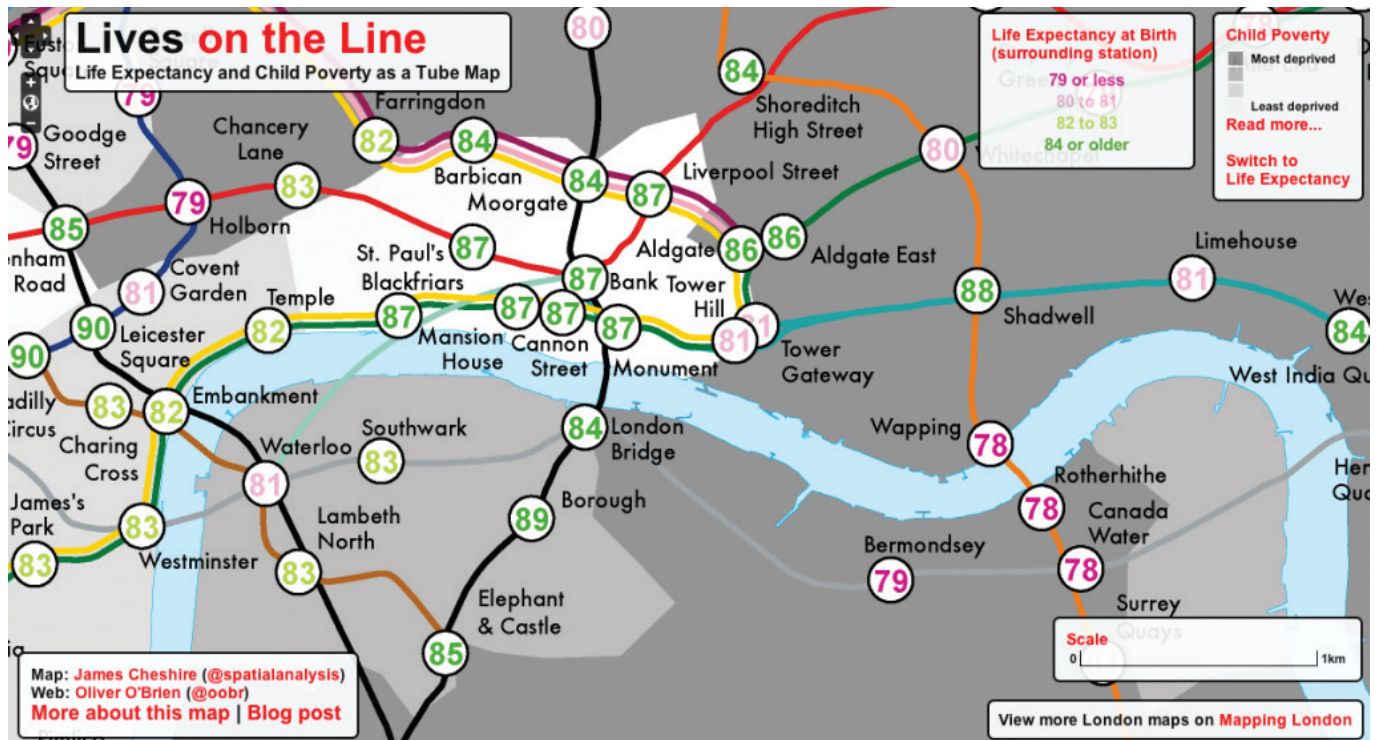 Lives on the Line
Life Expectancy and Child Poverty as a Tube Map
Life Expectancy at Birth
(surrounding station)
79 or less
80 to 81
82 to 83
84 or older
Child Poverty
Most deprived
Least deprived
Read more...
Switch to
Life Expectancy
80
84
78
79
Farringdon
82
84
Shoreditch
High Street
80
Whitechapel
79
Goodge
Street
Chancery
Lane
Barbican
Moorgate
84
87
Liverpool Street
85
79
Holborn
83
St. Paul's
87
Aldgate
86
86
Aldgate East
Limehouse
Road
Covent
Garden
81
Blackfriars
87
Bank
Tower
Hill
88
Shadwell
81
90
Leicester
Square
Temple
82
87
87
Mansion
House
87
Cannon
Street
87
Monument
81
81
Tower
Gateway
84
West India Qu
90
Circus
83
Charing
Cross
82
Embankment
Waterloo
81
Southwark
83
84
London
Bridge
Wapping
78
James's
Park
83
83
Westminster
Lambeth
North
83
89
Borough
Rotherhithe
78
Canada
Water
78
Bermondsey
79
Elephant
& Castle
85
Surrey
Quays
Scale
0
1km
Map: James Cheshire (@spatialanalysis)
Web: Oliver O'Brien (@oobr)
More about this map | Blog post
View more London maps on Mapping London